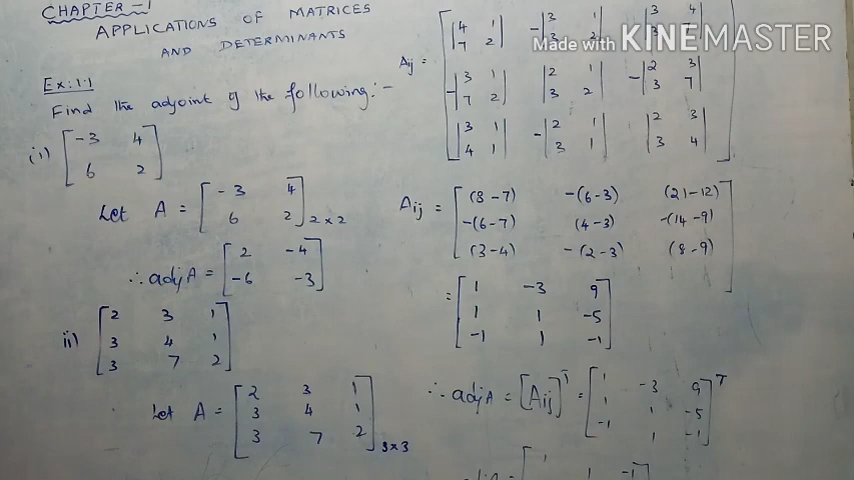 CHAPTER - 1
APPLICATIONS OF MATRICES
AND DETERMINANTS
Ex: 1.1
Find the adjoint of the following:-
(i) [-3 4
6 2]
Let A = [-3 4
6 2] 2×2
∴ adj A = [2 -4
-6 -3]
ii) [2 3 1
3 4 1
3 7 2]
Let A = [2 3 1
3 4 1
3 7 2] 3×3
Made with KINEMASTER
Aij = [|4 1 -|3 1 |3 4
7 2| 2|
-|3 1 |2 1 -|2 3
7 2| 3 2| 3 7|
|3 1 -|2 1 |2 3
4 1| 3 1| 3 4|]
Aij = [(8-7) -(6-3) (21-12)
-(6-7) (4-3) -(14-9)
(3-4) -(2-3) (8-9)]
= [1 -3 9
1 1 -5
-1 1 -1]
∴ adj A = [Aij]^T = [1 -3 9
1 1 -5
-1 1 -1]^T
1 1 -1